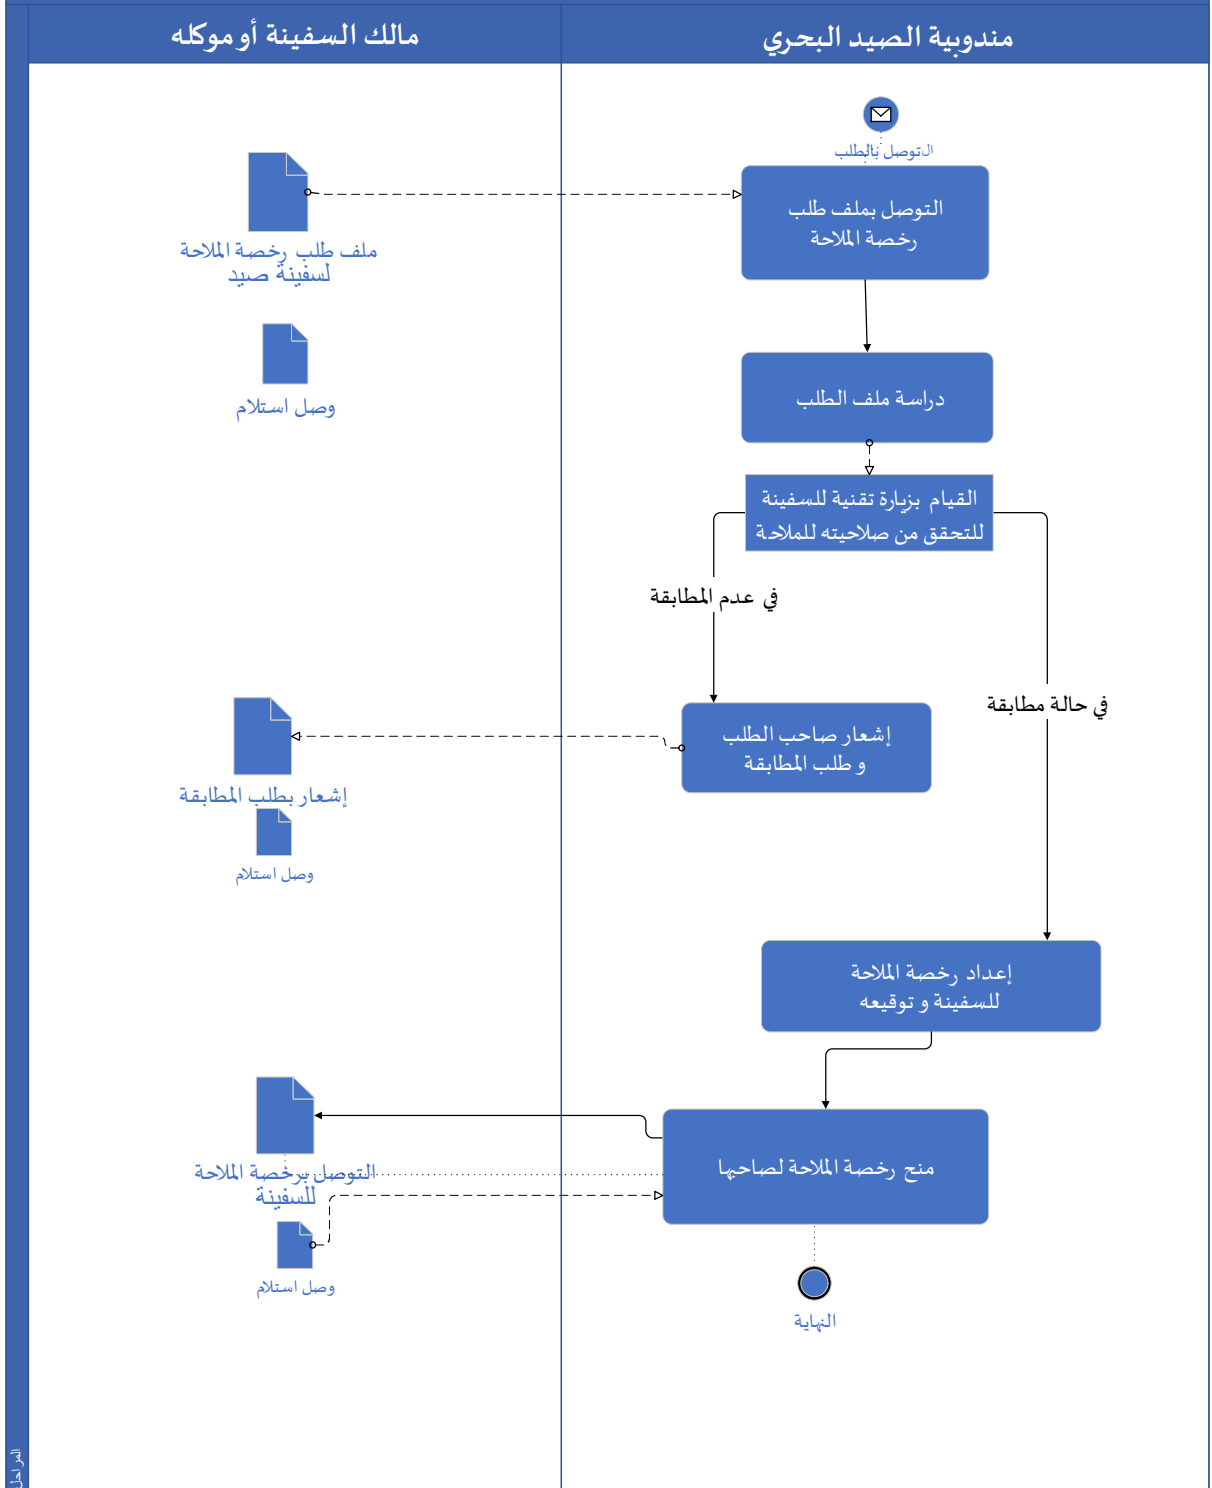 مندوبية الصيد البحري
مالك السفينة أو موكله
التوصل بالطلب
التوصل بملف طلب
رخصة الملاحة
ملف طلب رخصة الملاحة
لسفينة صيد
وصل استلام
دراسة ملف الطلب
القيام بزيارة تقنية للسفينة
للتحقق من صلاحيته للملاحة
في عدم المطابقة
في حالة مطابقة
إشعار صاحب الطلب
و طلب المطابقة
إشعار بطلب المطابقة
وصل استلام
إعداد رخصة الملاحة
للسفينة و توقيعه
منح رخصة الملاحة لصاحبها
التوصل برخصة الملاحة
للسفينة
وصل استلام
النهاية
المراحل